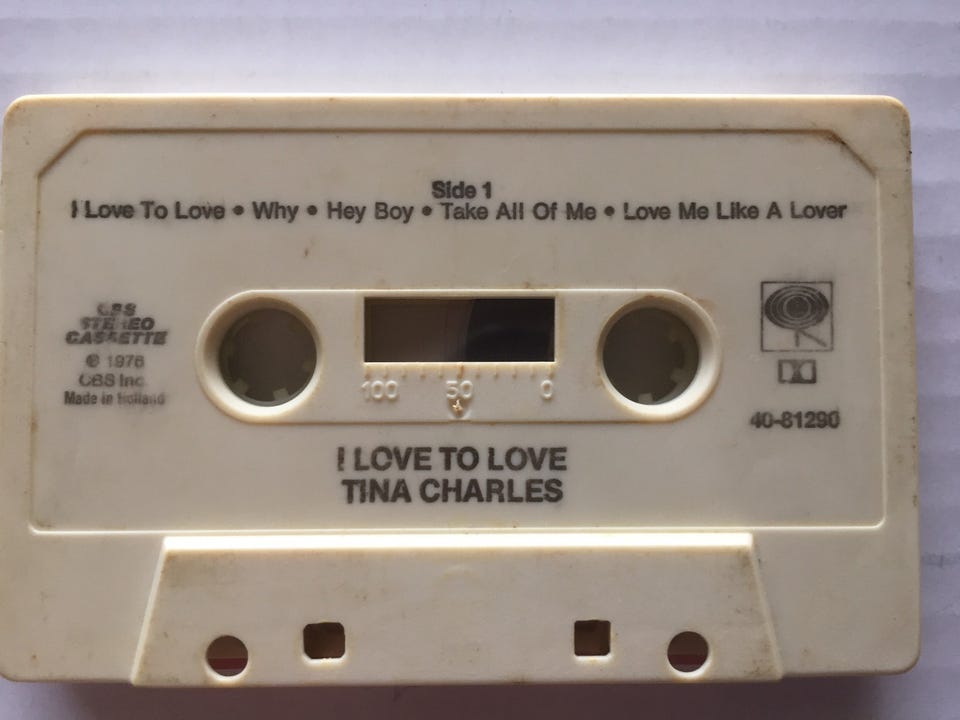 Side 1
I Love To Love • Why • Hey Boy • Take All Of Me • Love Me Like A Lover
CBS
STEREO
CASSETTE
℗ 1976
CBS Inc.
Made in Holland
100 50 0
40-81290
I LOVE TO LOVE
TINA CHARLES